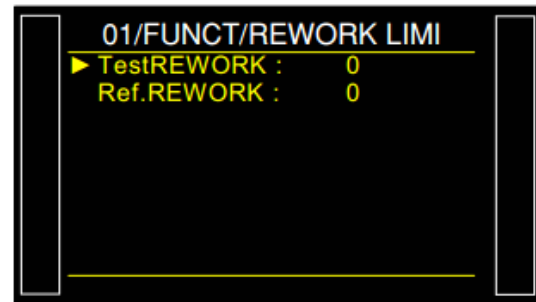 01/FUNCT/REWORK LIMI
► TestREWORK : 0
Ref.REWORK : 0